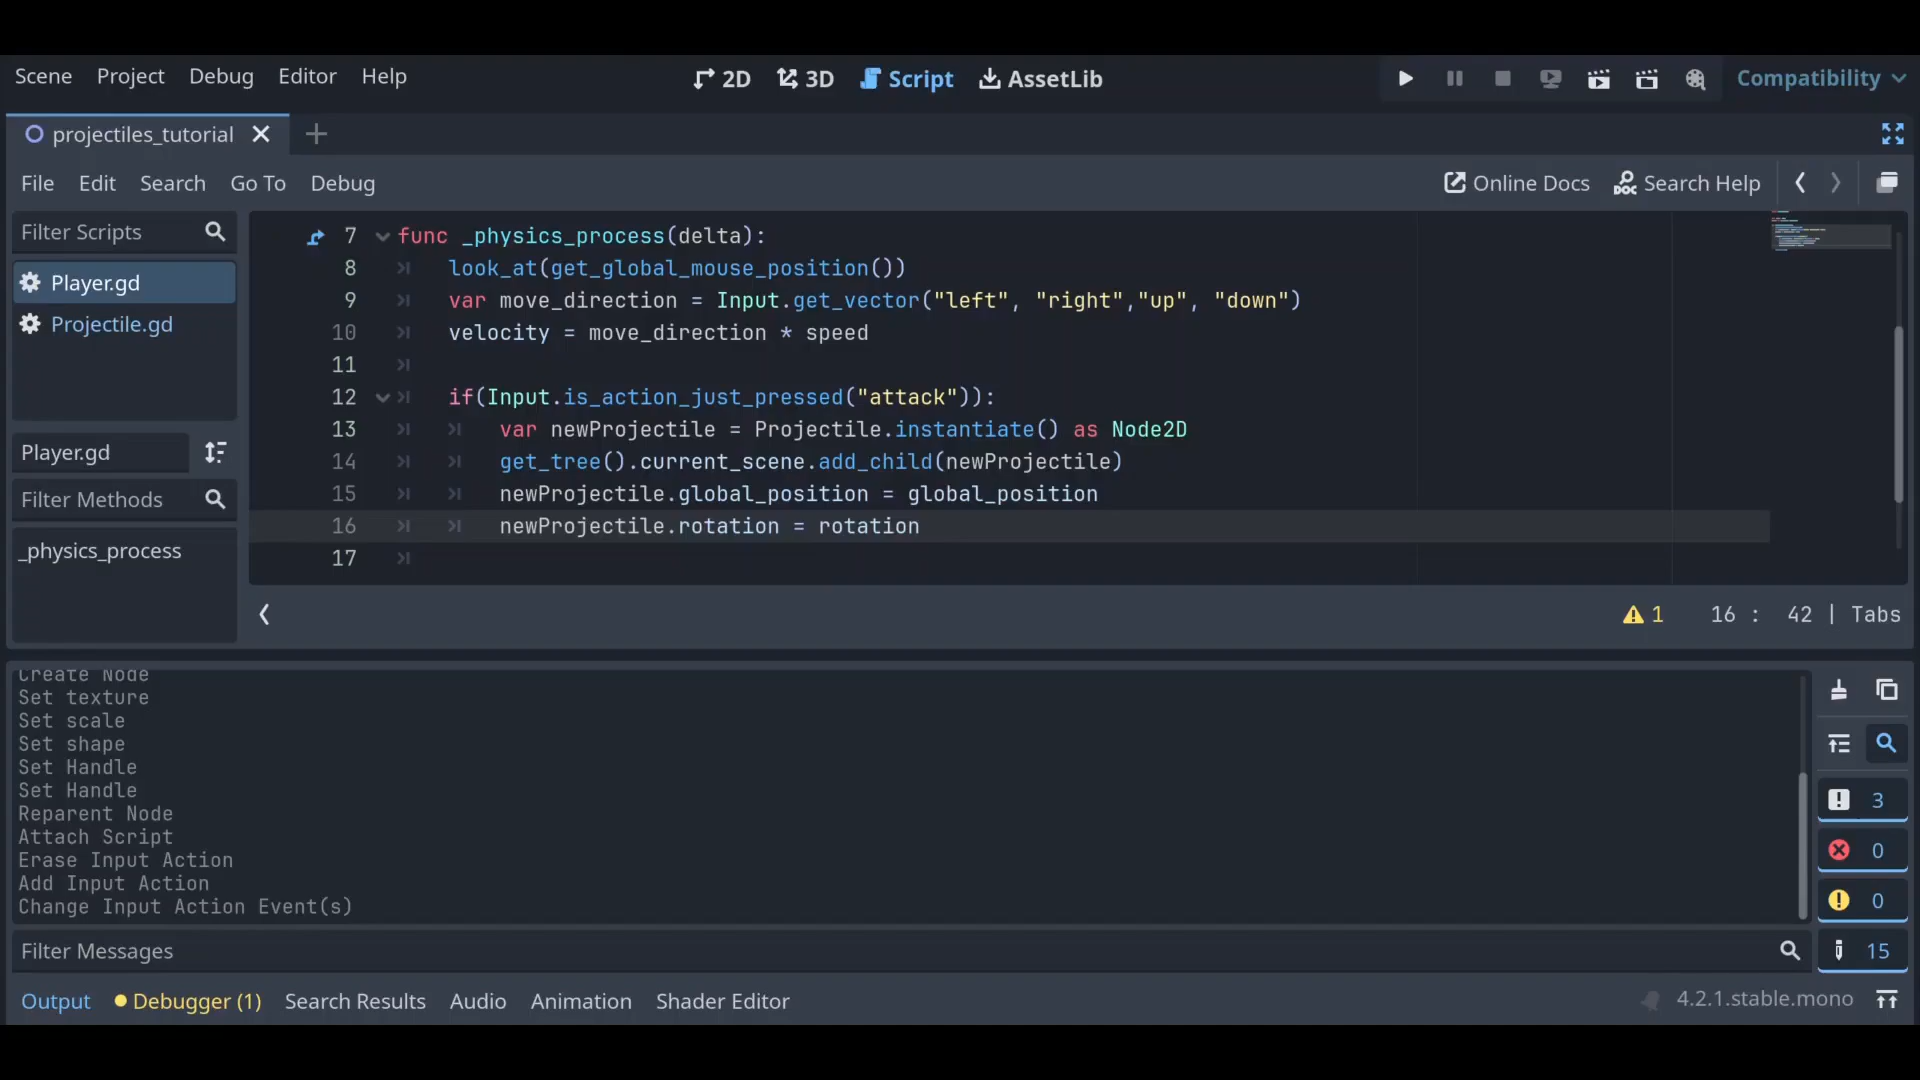 Scene Project Debug Editor Help 2D 3D Script AssetLib Compatibility
projectiles_tutorial
File Edit Search Go To Debug Online Docs Search Help
Filter Scripts
Player.gd
Projectile.gd
Player.gd
Filter Methods
_physics_process
7 func _physics_process(delta):
8 look_at(get_global_mouse_position())
9 var move_direction = Input.get_vector("left", "right","up", "down")
10 velocity = move_direction * speed
11
12 if(Input.is_action_just_pressed("attack")):
13 var newProjectile = Projectile.instantiate() as Node2D
14 get_tree().current_scene.add_child(newProjectile)
15 newProjectile.global_position = global_position
16 newProjectile.rotation = rotation
17
1 16 : 42 | Tabs
Create Node
Set texture
Set scale
Set shape
Set Handle
Set Handle
Reparent Node
Attach Script
Erase Input Action
Add Input Action
Change Input Action Event(s)
3
0
0
15
Filter Messages
Output Debugger (1) Search Results Audio Animation Shader Editor 4.2.1.stable.mono